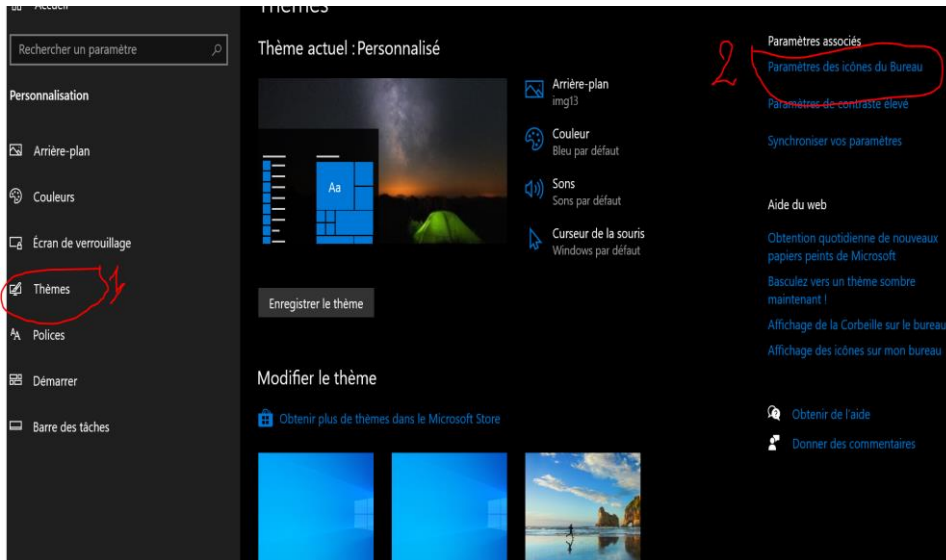 Accueil
Rechercher un paramètre
Personnalisation
Arrière-plan
Couleurs
Écran de verrouillage
Thèmes
1
Polices
Démarrer
Barre des tâches
Thèmes
Thème actuel : Personnalisé
Aa
Arrière-plan
img13
Couleur
Bleu par défaut
Sons
Sons par défaut
Curseur de la souris
Windows par défaut
Enregistrer le thème
Modifier le thème
Obtenir plus de thèmes dans le Microsoft Store
2
Paramètres associés
Paramètres des icônes du Bureau
Paramètres de contraste élevé
Synchroniser vos paramètres
Aide du web
Obtention quotidienne de nouveaux
papiers peints de Microsoft
Basculez vers un thème sombre
maintenant !
Affichage de la Corbeille sur le bureau
Affichage des icônes sur mon bureau
Obtenir de l'aide
Donner des commentaires